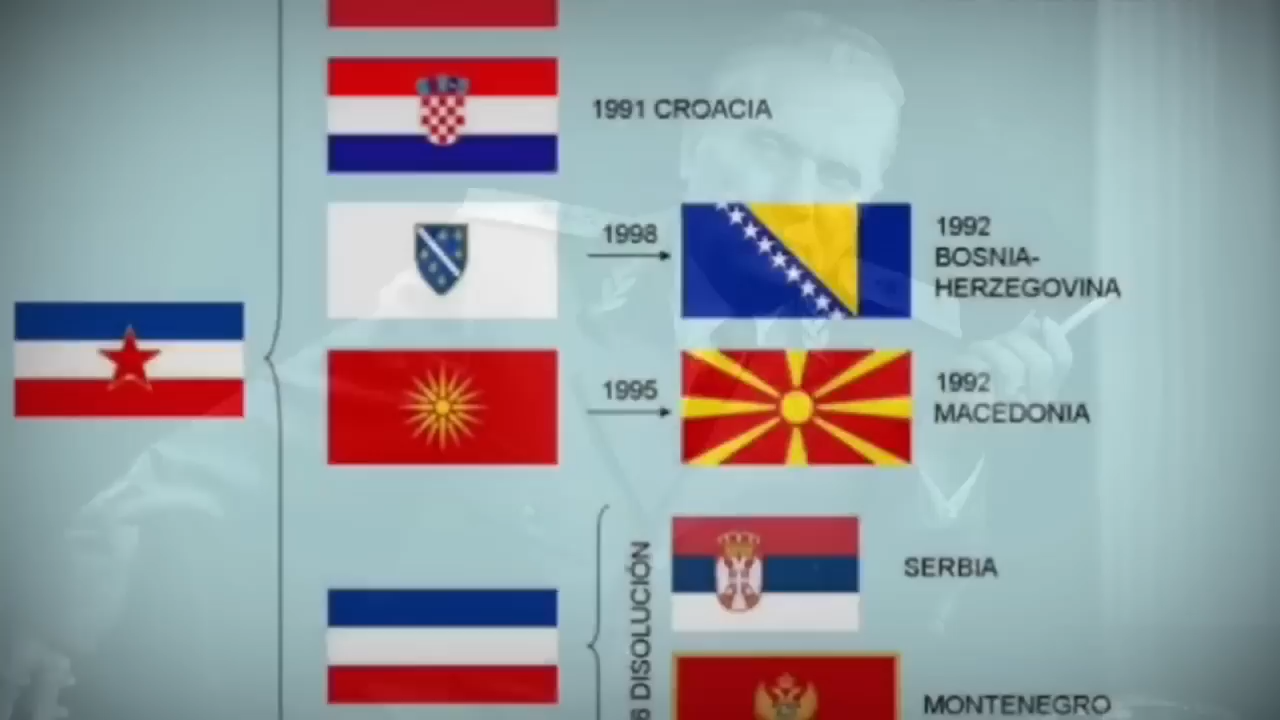 1991 CROACIA
1998
1992
BOSNIA-
HERZEGOVINA
1995
1992
MACEDONIA
DISOLUCIÓN
SERBIA
MONTENEGRO